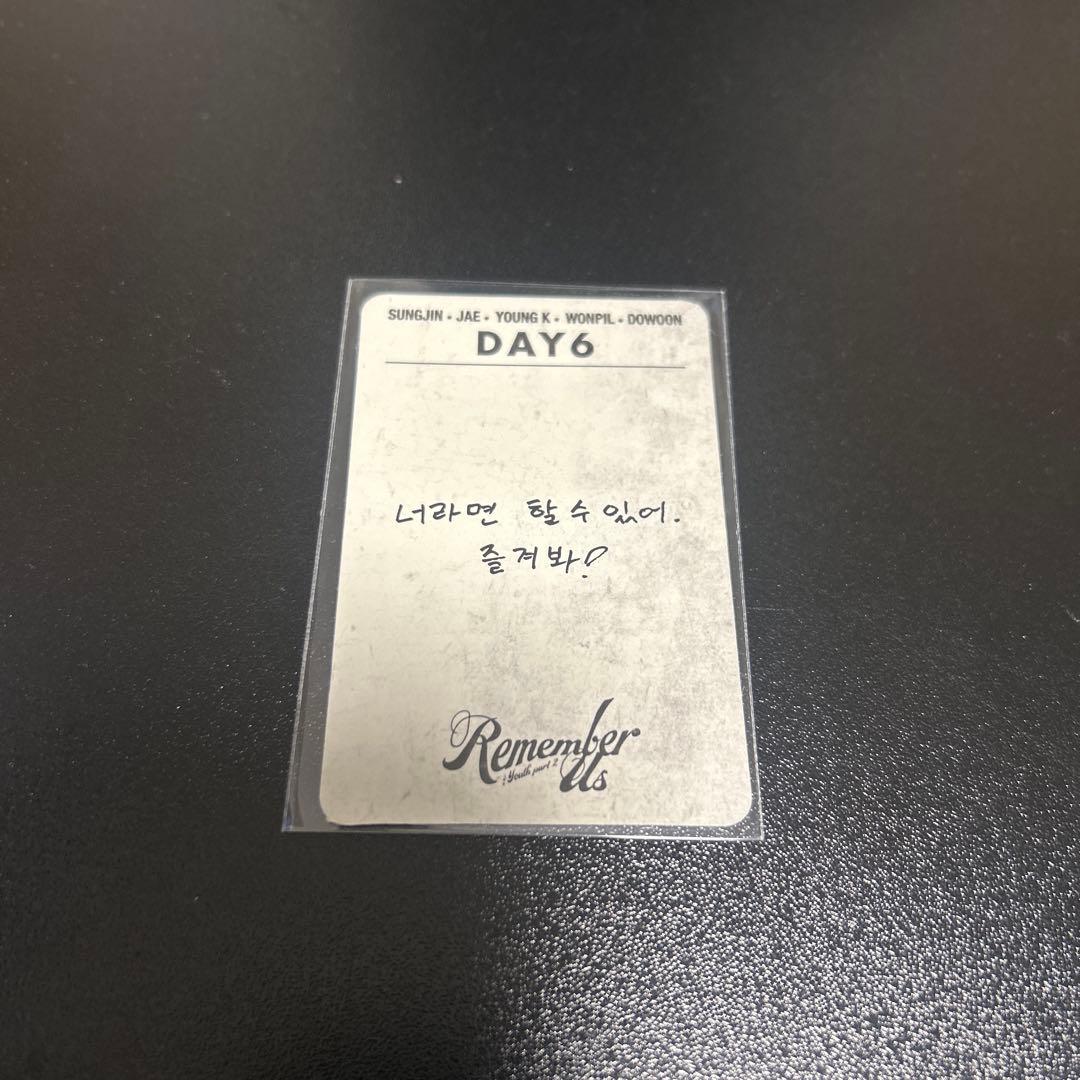 SUNGJIN • JAE • YOUNG K • WONPIL • DOWOON
DAY6
너라면 할 수 있어.
즐겨봐!
Remember
: Youth part 2
Us